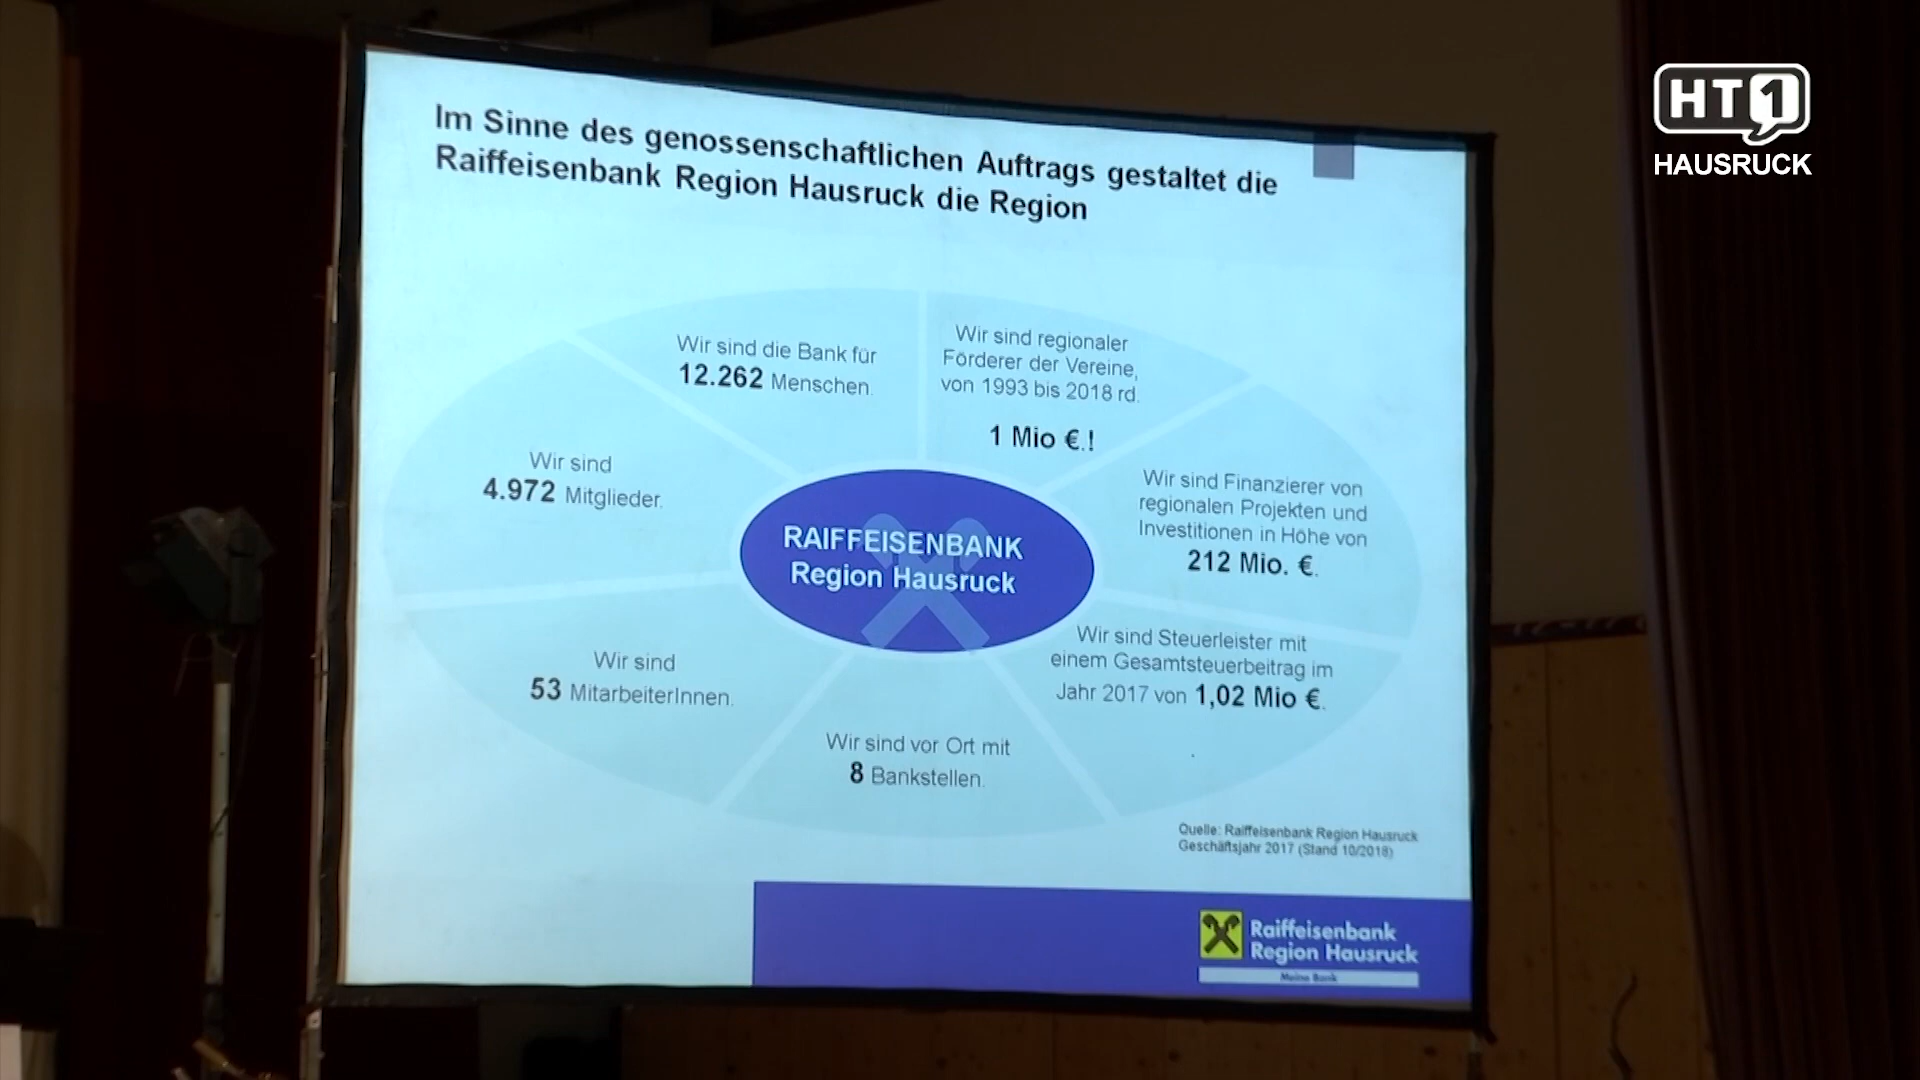 HT1
HAUSRUCK
Im Sinne des genossenschaftlichen Auftrags gestaltet die
Raiffeisenbank Region Hausruck die Region
Wir sind die Bank für
12.262 Menschen.
Wir sind regionaler
Förderer der Vereine,
von 1993 bis 2018 rd.
1 Mio €.!
Wir sind
4.972 Mitglieder.
Wir sind Finanzierer von
regionalen Projekten und
Investitionen in Höhe von
212 Mio. €.
RAIFFEISENBANK
Region Hausruck
Wir sind
53 MitarbeiterInnen.
Wir sind Steuerleister mit
einem Gesamtsteuerbeitrag im
Jahr 2017 von 1,02 Mio €.
Wir sind vor Ort mit
8 Bankstellen.
Quelle: Raiffeisenbank Region Hausruck
Geschäftsjahr 2017 (Stand 10/2018)
Raiffeisenbank
Region Hausruck
Meine Bank